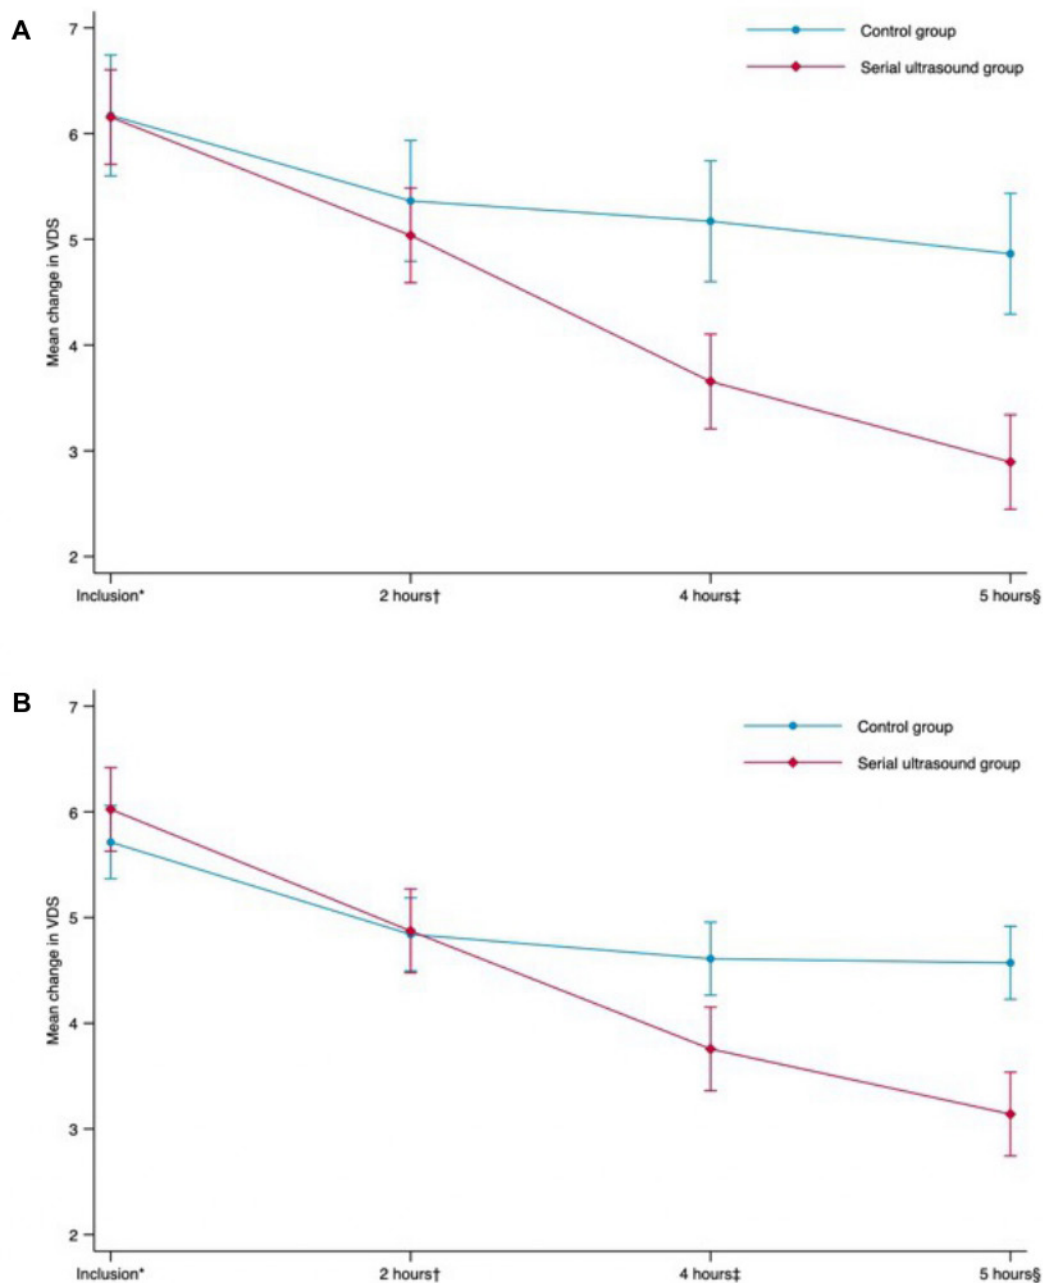 A
7
6
5
4
3
2
Mean change in VDS
Control group
Serial ultrasound group
Inclusion*
2 hours†
4 hours‡
5 hours§
B
7
6
5
4
3
2
Mean change in VDS
Control group
Serial ultrasound group
Inclusion*
2 hours†
4 hours‡
5 hours§